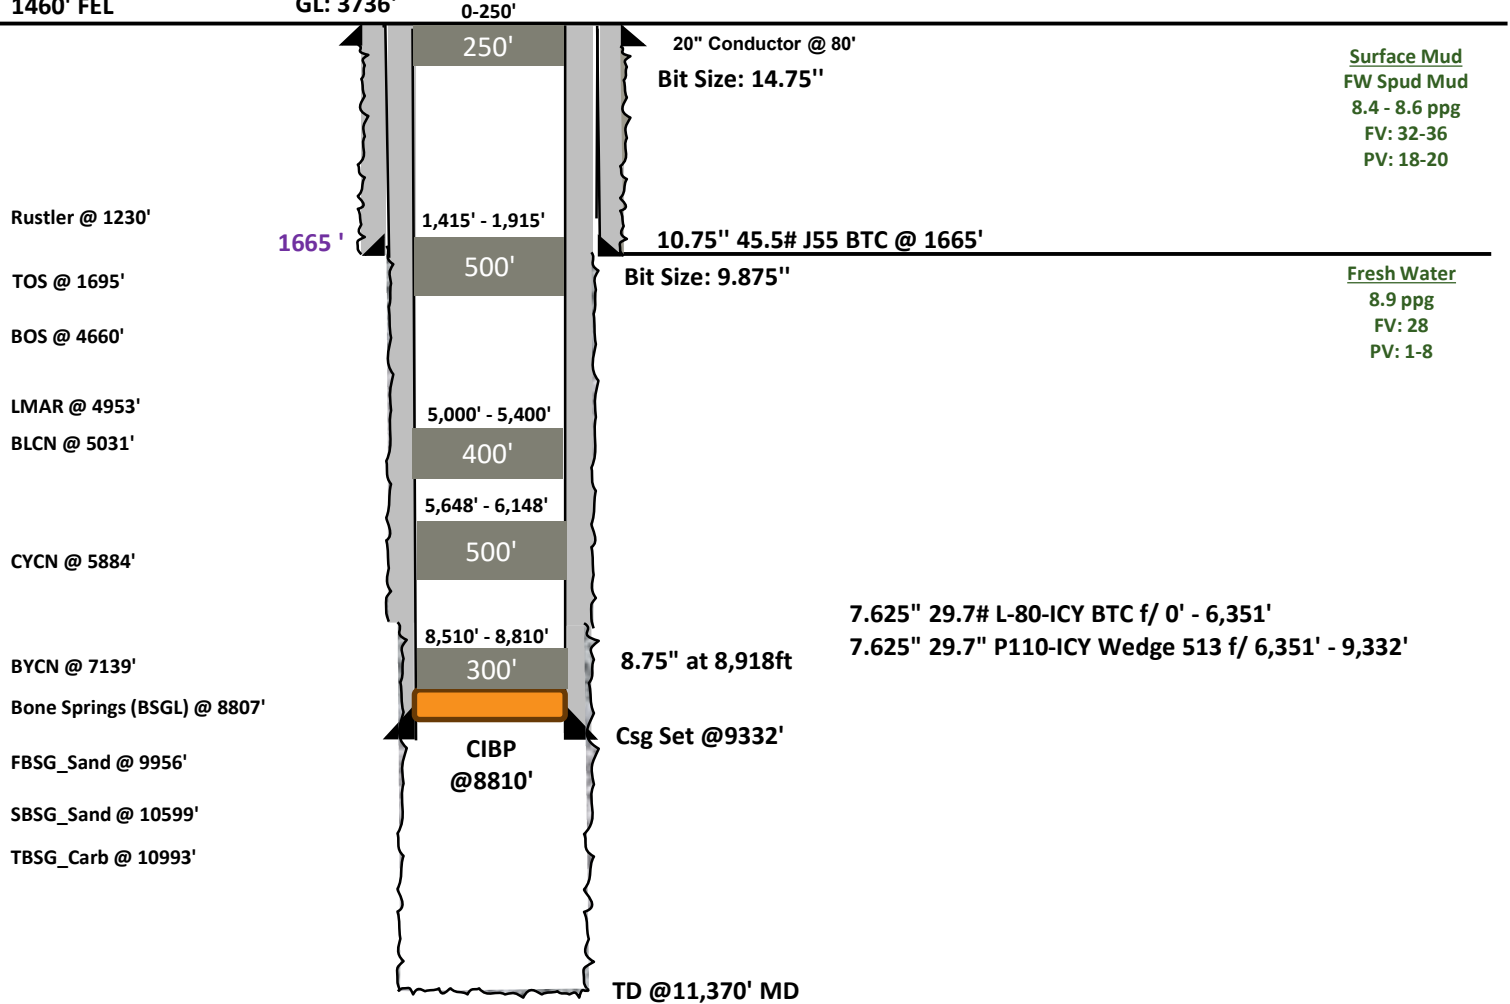 1460' FEL
GL: 3736'
0-250'
250'
20" Conductor @ 80'
Bit Size: 14.75''
Surface Mud
FW Spud Mud
8.4 - 8.6 ppg
FV: 32-36
PV: 18-20
Rustler @ 1230'
1,415' - 1,915'
1665 '
10.75'' 45.5# J55 BTC @ 1665'
500'
TOS @ 1695'
Bit Size: 9.875''
Fresh Water
8.9 ppg
FV: 28
PV: 1-8
BOS @ 4660'
LMAR @ 4953'
5,000' - 5,400'
BLCN @ 5031'
400'
5,648' - 6,148'
CYCN @ 5884'
500'
7.625" 29.7# L-80-ICY BTC f/ 0' - 6,351'
7.625" 29.7" P110-ICY Wedge 513 f/ 6,351' - 9,332'
8,510' - 8,810'
BYCN @ 7139'
300'
8.75" at 8,918ft
Bone Springs (BSGL) @ 8807'
Csg Set @9332'
CIBP
@8810'
FBSG_Sand @ 9956'
SBSG_Sand @ 10599'
TBSG_Carb @ 10993'
TD @11,370' MD